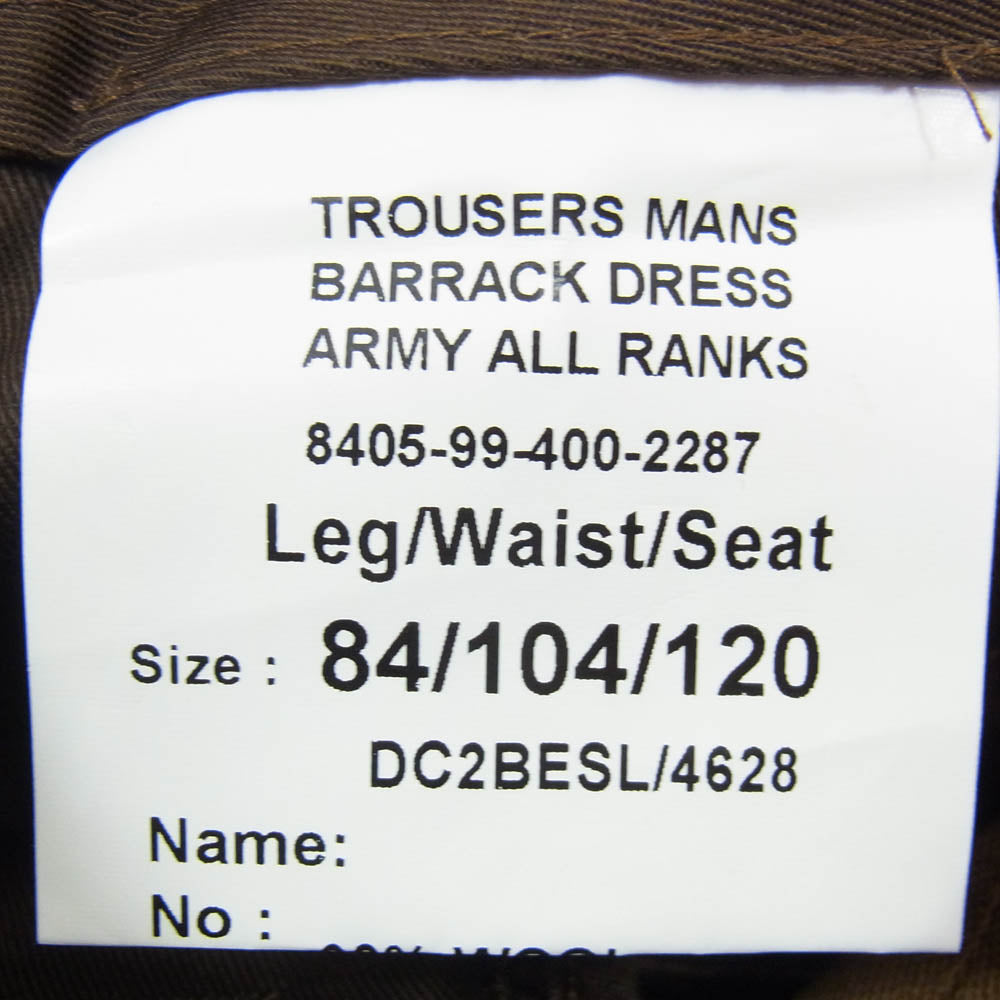 TROUSERS MANS
BARRACK DRESS
ARMY ALL RANKS
8405-99-400-2287
Leg/Waist/Seat
Size : 84/104/120
DC2BESL/4628
Name:
No :